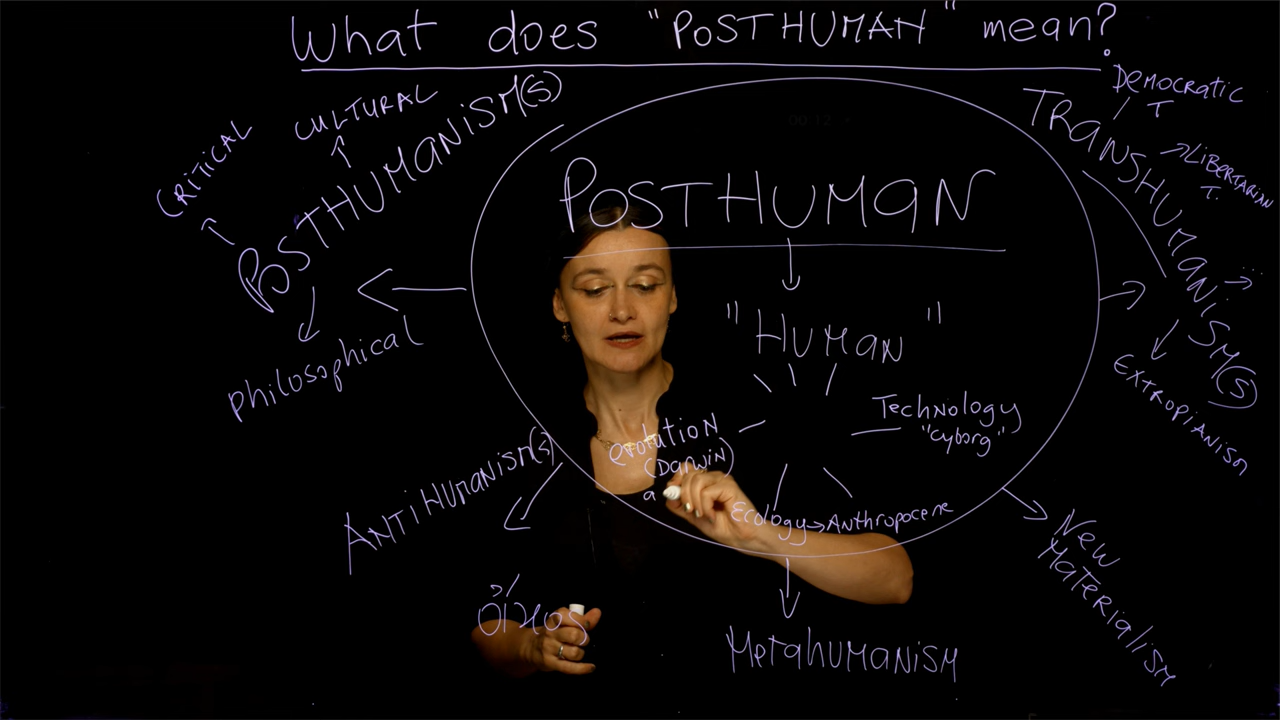 What does "POSTHUMAN" mean?
CRITICAL
CULTURAL
POSTHUMANISM(S)
Philosophical
DEMOCRATIC
T
TRANSHUMANISM(S)
LIBERTARIAN
T.
...
EXTROPIANISM
POSTHUMAN
"HUMAN"
Technology
"Cyborg"
evolution
(Darwin)
a
Ecology → Anthropocene
ANTIHUMANISM(s)
οἶκος
Metahumanism
New
Materialism